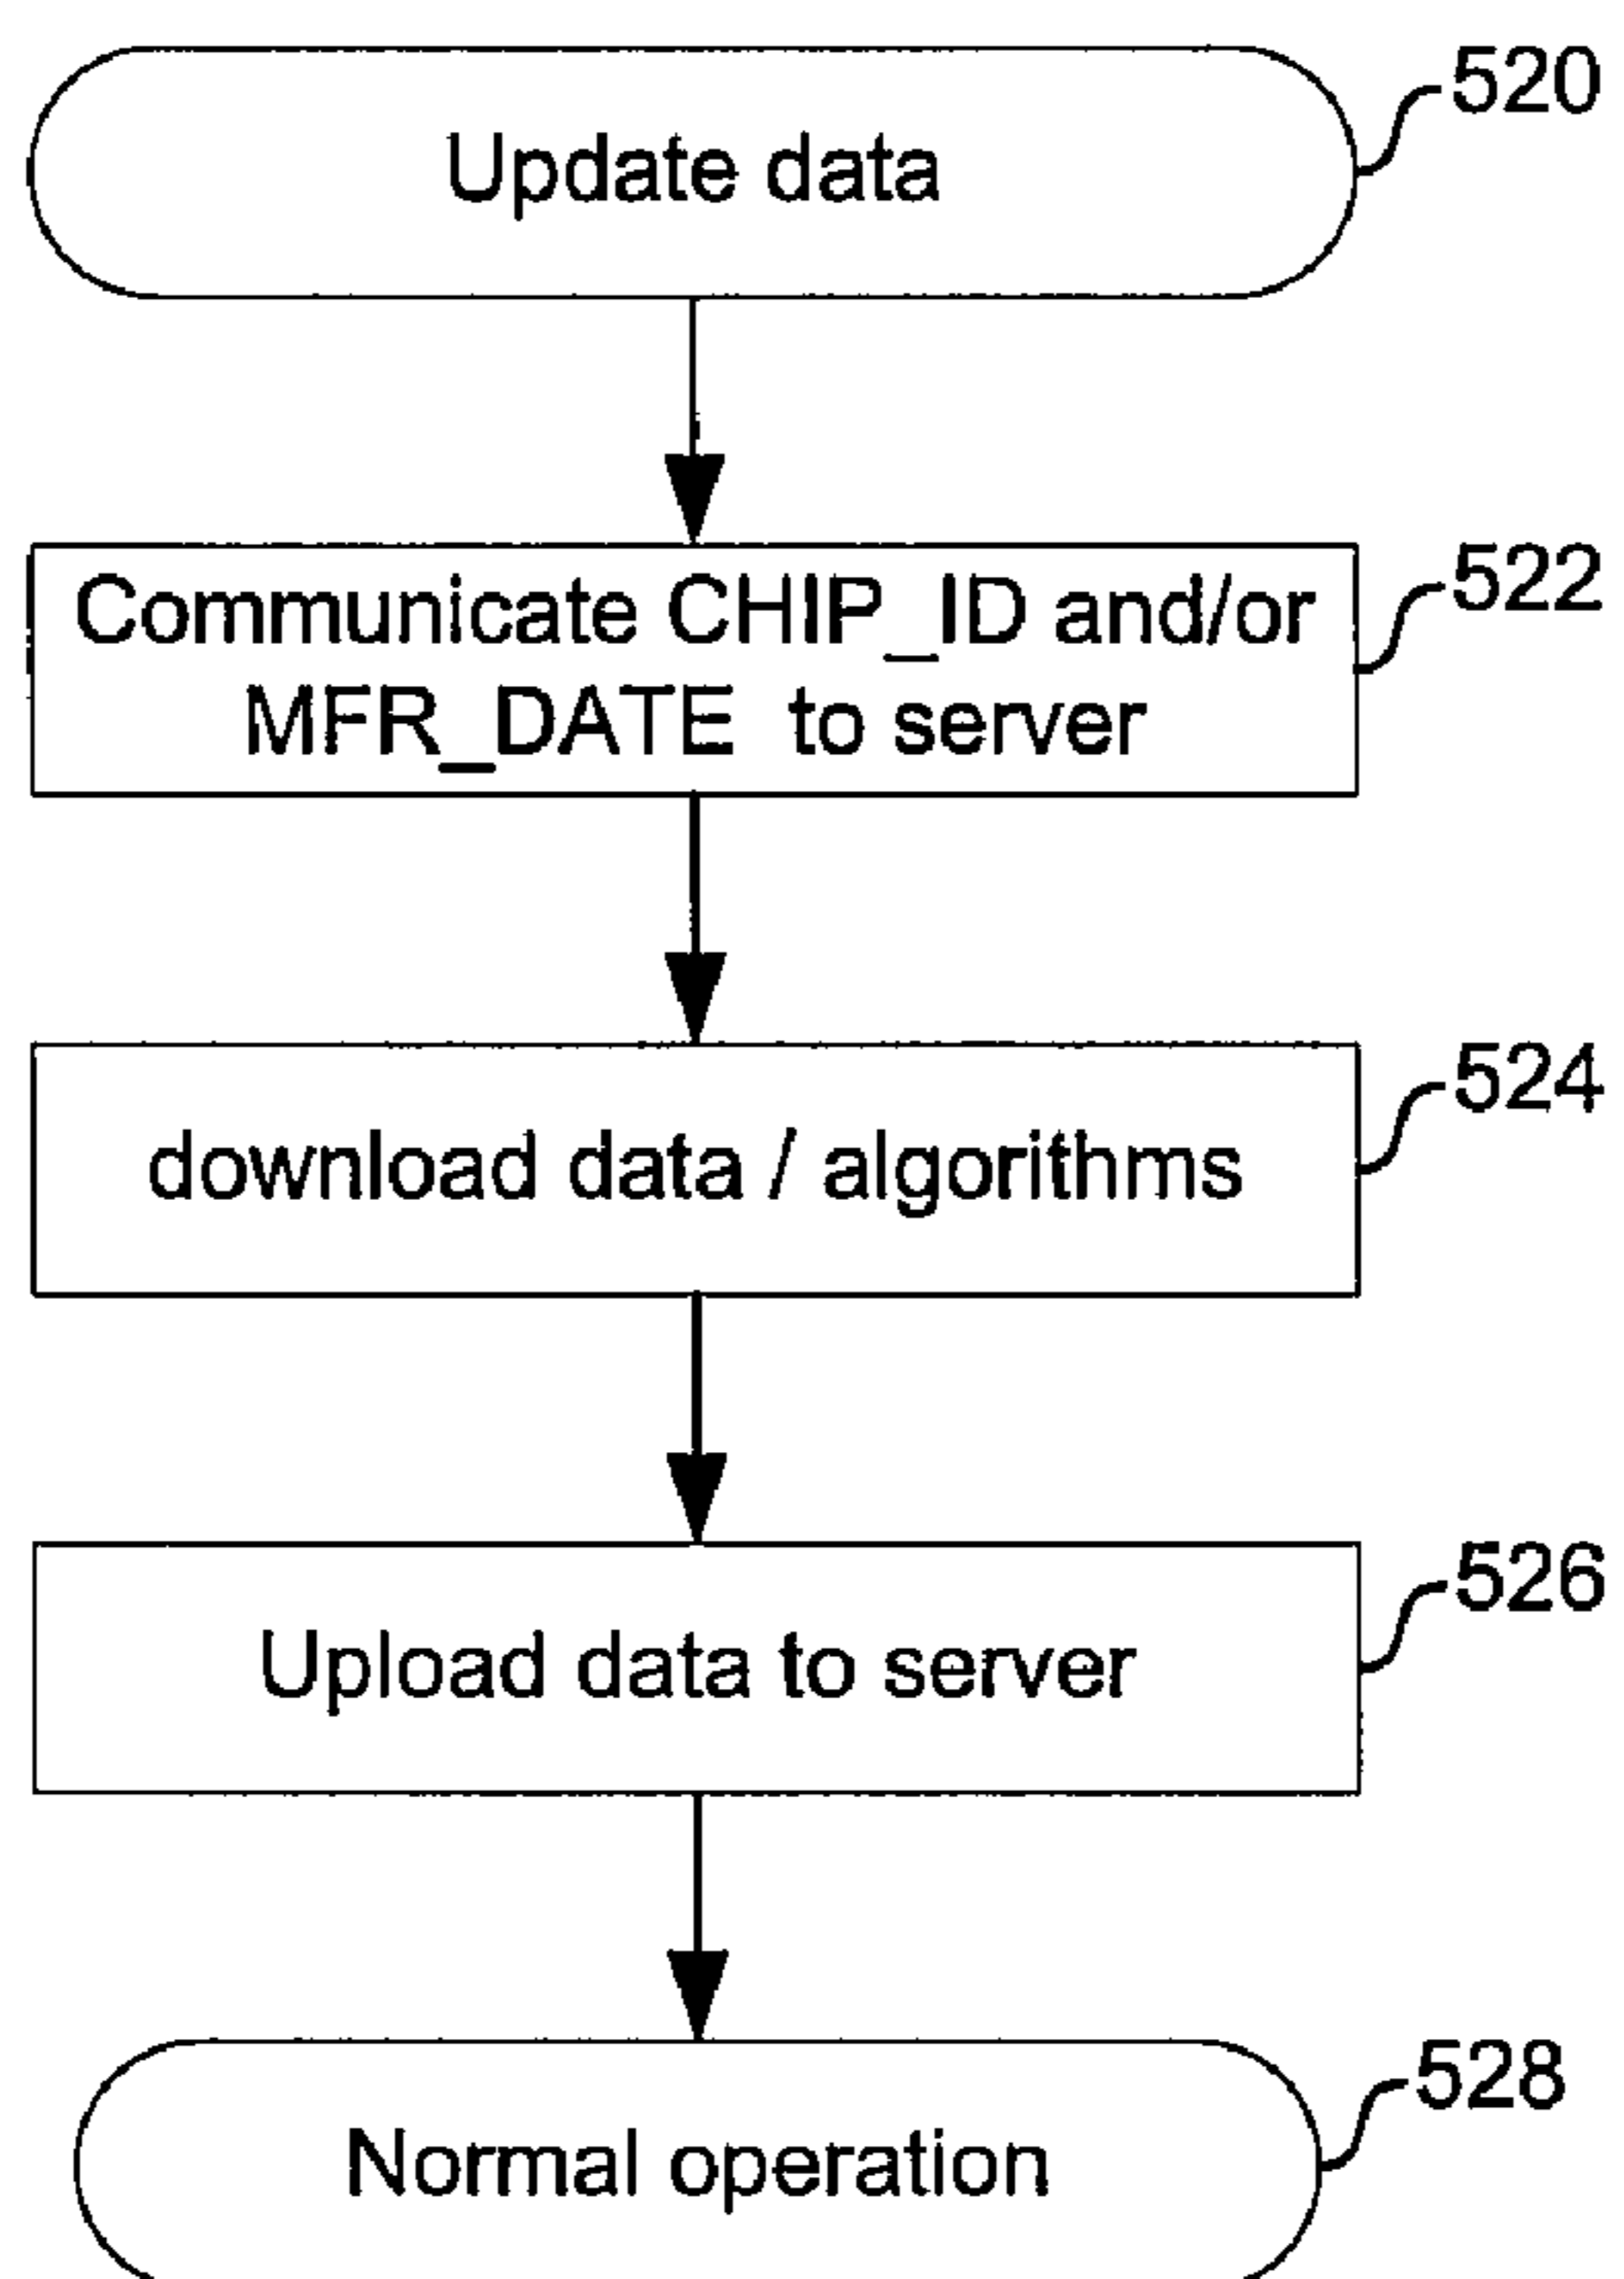 Update data
520
Communicate CHIP_ID and/or
MFR_DATE to server
522
download data / algorithms
524
Upload data to server
526
Normal operation
528